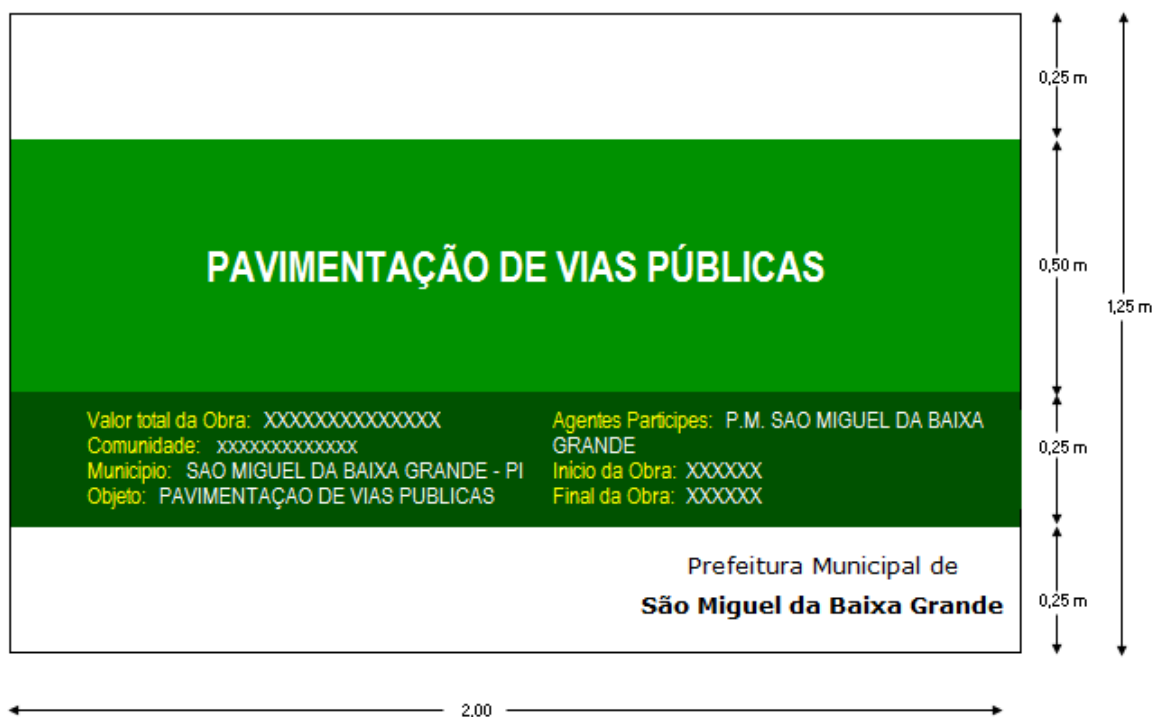 0,25 m
PAVIMENTAÇÃO DE VIAS PÚBLICAS
0,50 m
1,25 m
Valor total da Obra: XXXXXXXXXXXXXX
Comunidade: xxxxxxxxxxxxx
Município: SAO MIGUEL DA BAIXA GRANDE - PI
Objeto: PAVIMENTAÇAO DE VIAS PUBLICAS
Agentes Participes: P.M. SAO MIGUEL DA BAIXA
GRANDE
Início da Obra: XXXXXX
Final da Obra: XXXXXX
0,25 m
Prefeitura Municipal de
São Miguel da Baixa Grande
0,25 m
2,00